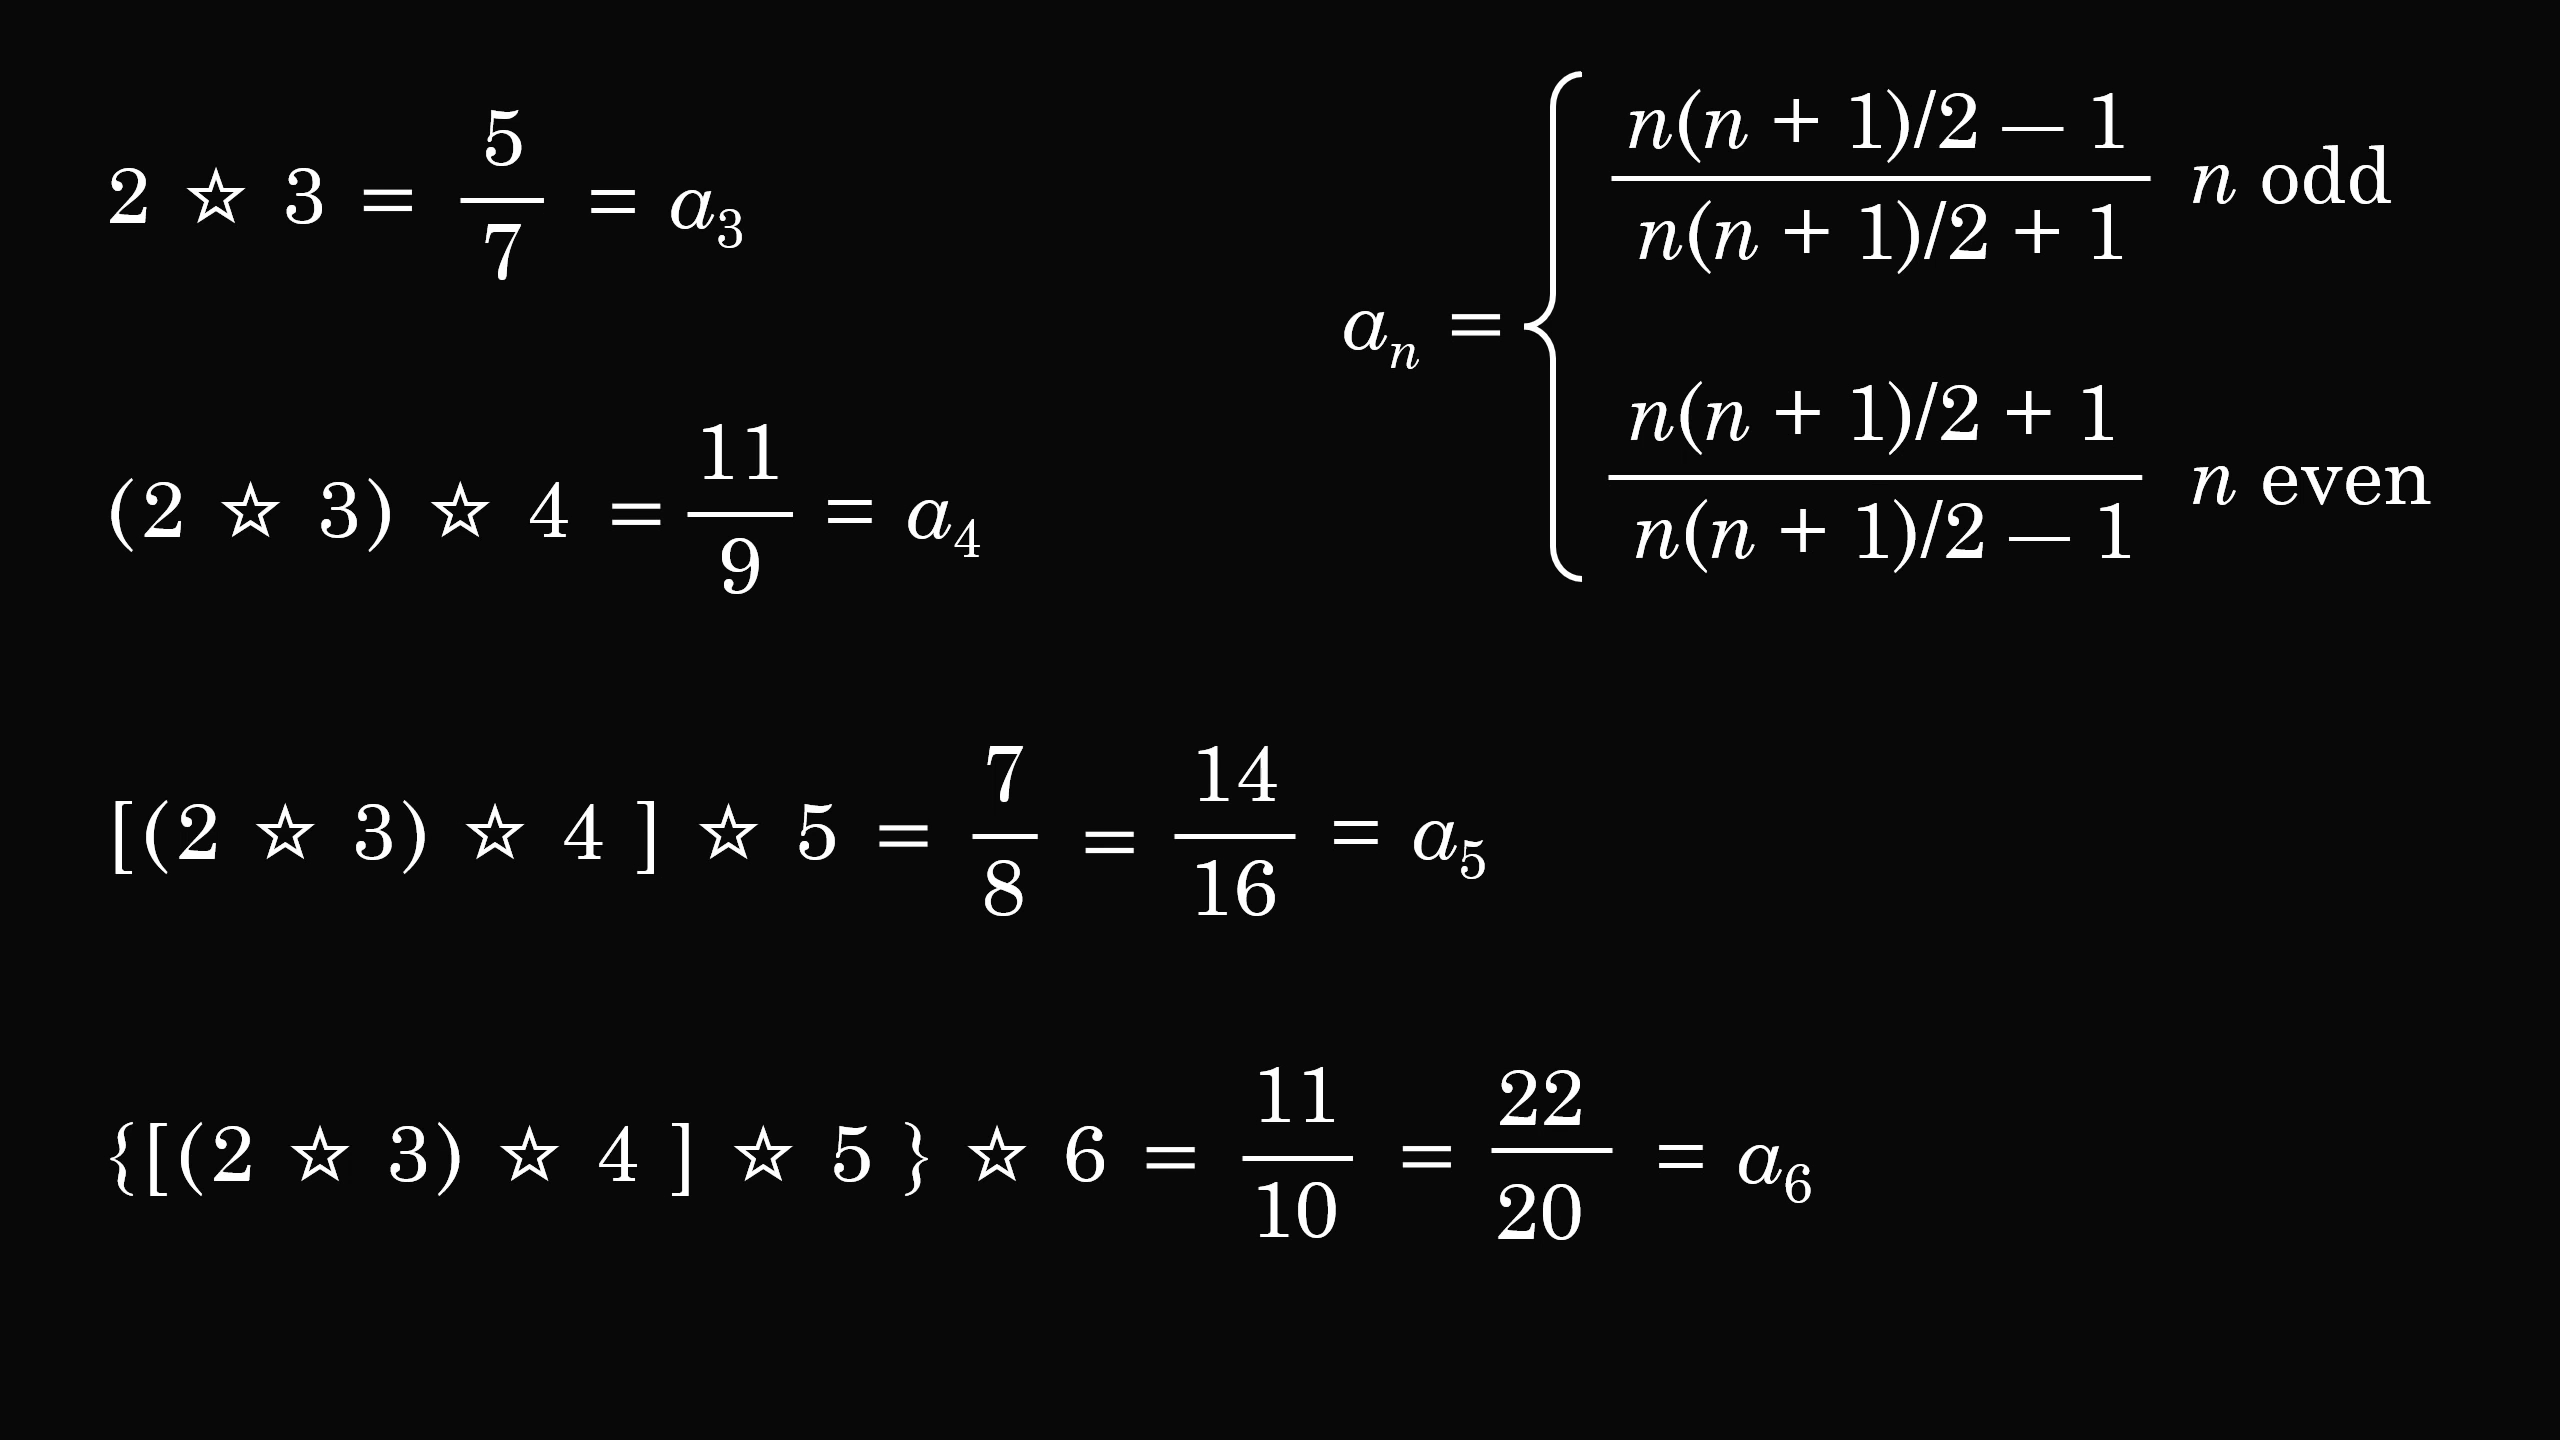 2 ☆ 3 = 5/7 = a₃
aₙ = { (n(n + 1)/2 − 1)/(n(n + 1)/2 + 1) n odd
(n(n + 1)/2 + 1)/(n(n + 1)/2 − 1) n even
(2 ☆ 3) ☆ 4 = 11/9 = a₄
[(2 ☆ 3) ☆ 4 ] ☆ 5 = 7/8 = 14/16 = a₅
{[(2 ☆ 3) ☆ 4 ] ☆ 5 } ☆ 6 = 11/10 = 22/20 = a₆